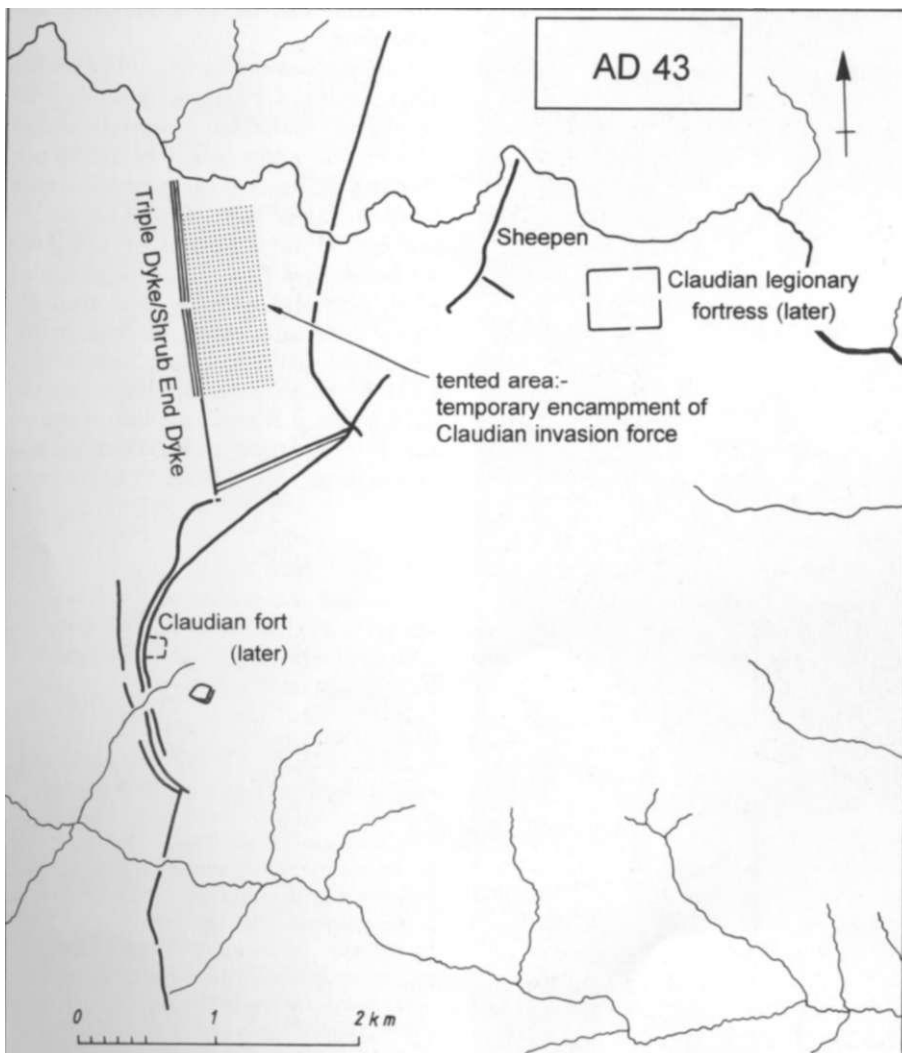 AD 43
Triple Dyke/Shrub End Dyke
Sheepen
Claudian legionary
fortress (later)
tented area:-
temporary encampment of
Claudian invasion force
Claudian fort
(later)
0 1 2 km